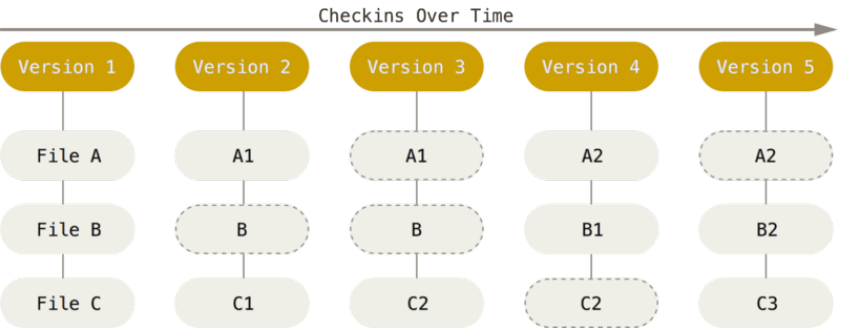 Checkins Over Time
Version 1 Version 2 Version 3 Version 4 Version 5
File A A1 A1 A2 A2
File B B B B1 B2
File C C1 C2 C2 C3